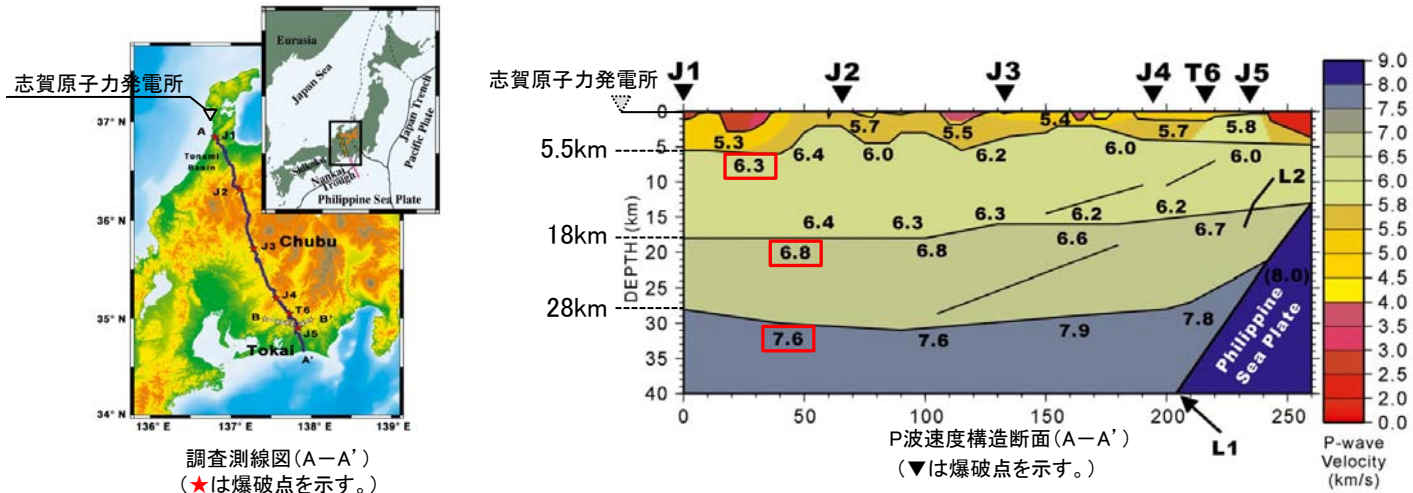 志賀原子力発電所
Eurasia
Japan Sea
Japan Trench
Pacific Plate
Shikoku
Nankai
Trough
Philippine Sea Plate
37° N
36° N
35° N
34° N
A
J1
Tonami
Basin
J2
J3
Chubu
J4
T6
B
B'
J5
Tokai
A'
136° E
137° E
138° E
139° E
調査測線図(A－A')
(★は爆破点を示す。)
志賀原子力発電所
J1
J2
J3
J4
T6
J5
5.5km
18km
28km
DEPTH (km)
0
5
10
15
20
25
30
35
40
5.3
5.7
5.5
5.4
5.7
5.8
6.3
6.4
6.0
6.2
6.0
6.0
L2
6.4
6.3
6.3
6.2
6.2
6.8
6.8
6.6
6.7
(8.0)
7.6
7.6
7.9
7.8
Philippine
Sea Plate
0
50
100
150
200
250
L1
P波速度構造断面(A－A')
(▼は爆破点を示す。)
9.0
8.0
7.5
7.0
6.5
6.0
5.8
5.5
5.0
4.5
4.0
3.5
3.0
2.5
2.0
0.0
P-wave
Velocity
(km/s)